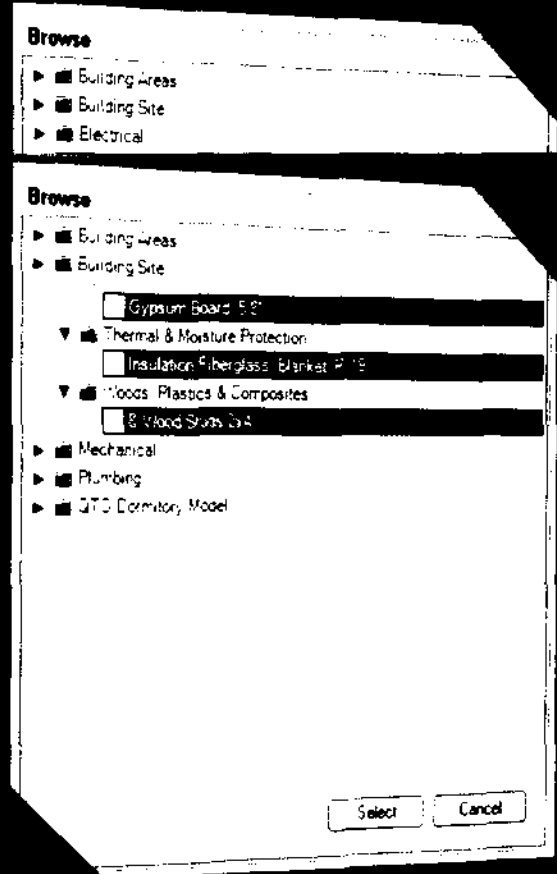 Browse
Building Areas
Building Site
Electrical
Browse
Building Areas
Building Site
Gypsum Board 5/8"
Thermal & Moisture Protection
Insulation Fiberglass Blanket R-19
Woods, Plastics & Composites
Wood Studs 2x4
Mechanical
Plumbing
QTO Dormitory Model
Select
Cancel